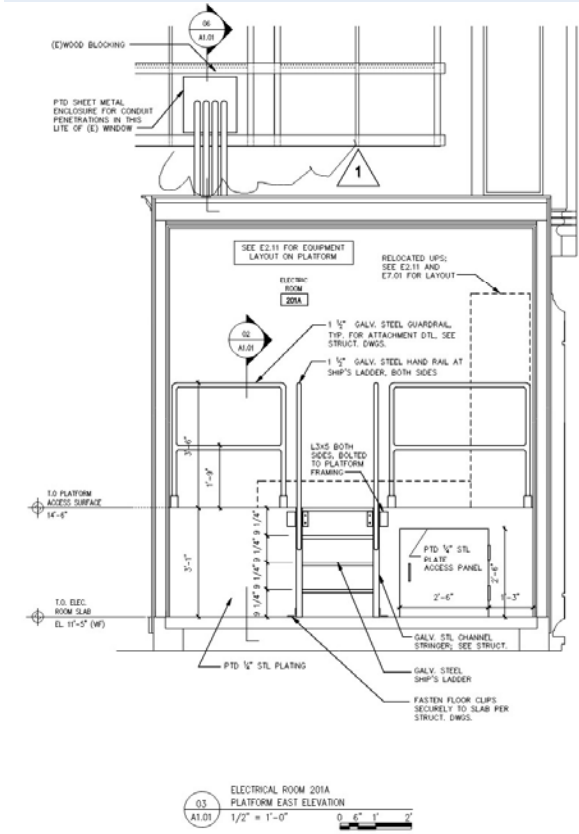 06
A1.01
(E)WOOD BLOCKING
PTD SHEET METAL
ENCLOSURE FOR CONDUIT
PENETRATIONS IN THIS
LITE OF (E) WINDOW
1
SEE E2.11 FOR EQUIPMENT
LAYOUT ON PLATFORM
RELOCATED UPS;
SEE E2.11 AND
E7.01 FOR LAYOUT
ELECTRIC
ROOM
201A
02
A1.01
1 ½" GALV. STEEL GUARDRAIL,
TYP. FOR ATTACHMENT DTL, SEE
STRUCT. DWGS.
1 ½" GALV. STEEL HAND RAIL AT
SHIP'S LADDER, BOTH SIDES
3'-6"
1'-9"
L3X5 BOTH
SIDES, BOLTED
TO PLATFORM
FRAMING
T.O PLATFORM
ACCESS SURFACE
14'-6"
3'-1"
9 1/4"
9 1/4"
9 1/4"
9 1/4"
PTD ¼" STL
PLATE
ACCESS PANEL
2'-6"
2'-6"
1'-3"
T.O. ELEC.
ROOM SLAB
EL. 11'-5" (VIF)
PTD ¼" STL PLATING
GALV. STL CHANNEL
STRINGER; SEE STRUCT.
GALV. STEEL
SHIP'S LADDER
FASTEN FLOOR CLIPS
SECURELY TO SLAB PER
STRUCT. DWGS.
03
A1.01
ELECTRICAL ROOM 201A
PLATFORM EAST ELEVATION
1/2" = 1'-0"
0 6" 1' 2'